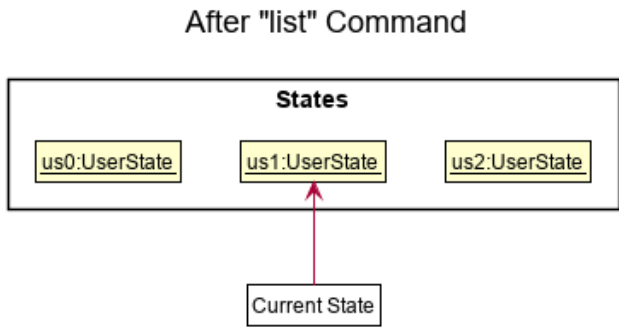 After "list" Command
States
us0:UserState
us1:UserState
us2:UserState
Current State